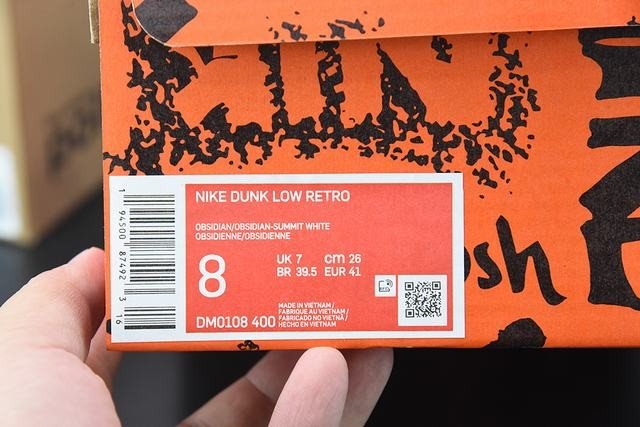 NIKE DUNK LOW RETRO
OBSIDIAN/OBSIDIAN-SUMMIT WHITE
OBSIDIENNE/OBSIDIENNE
8
UK 7 cm 26
BR 39.5 EUR 41
DM0108 400
MADE IN VIETNAM /
FABRIQUE AU VIETNAM /
FABRICADO NO VIETNÃ /
HECHO EN VIETNAM
1 94500 87492 3 16
osh